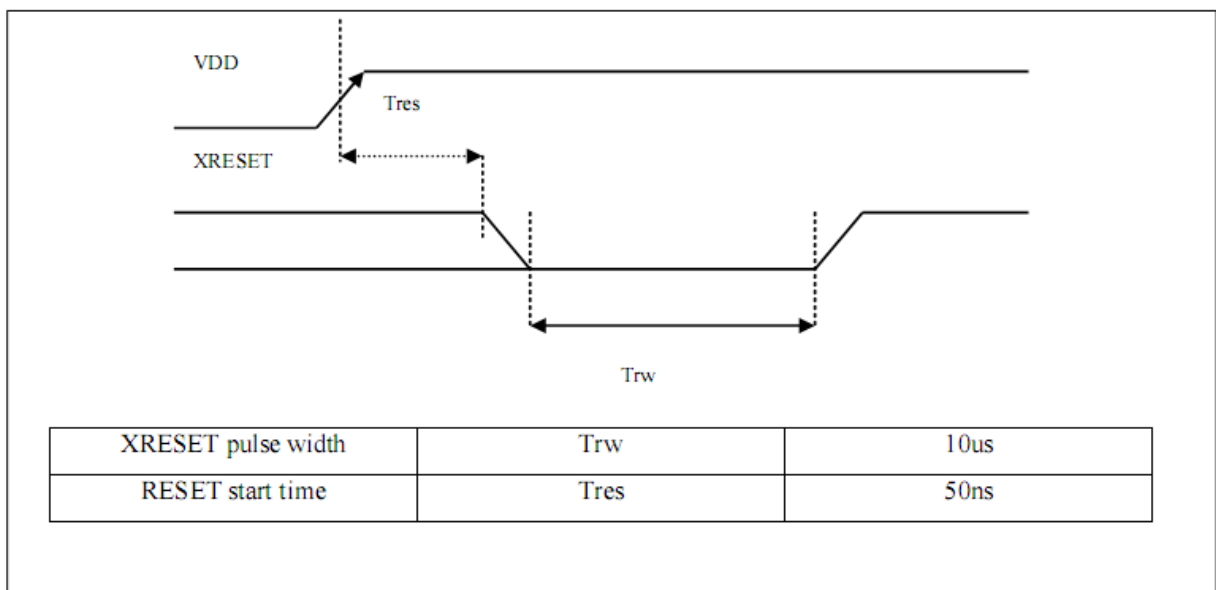 VDD
Tres
XRESET
Trw
XRESET pulse width Trw 10us
RESET start time Tres 50ns